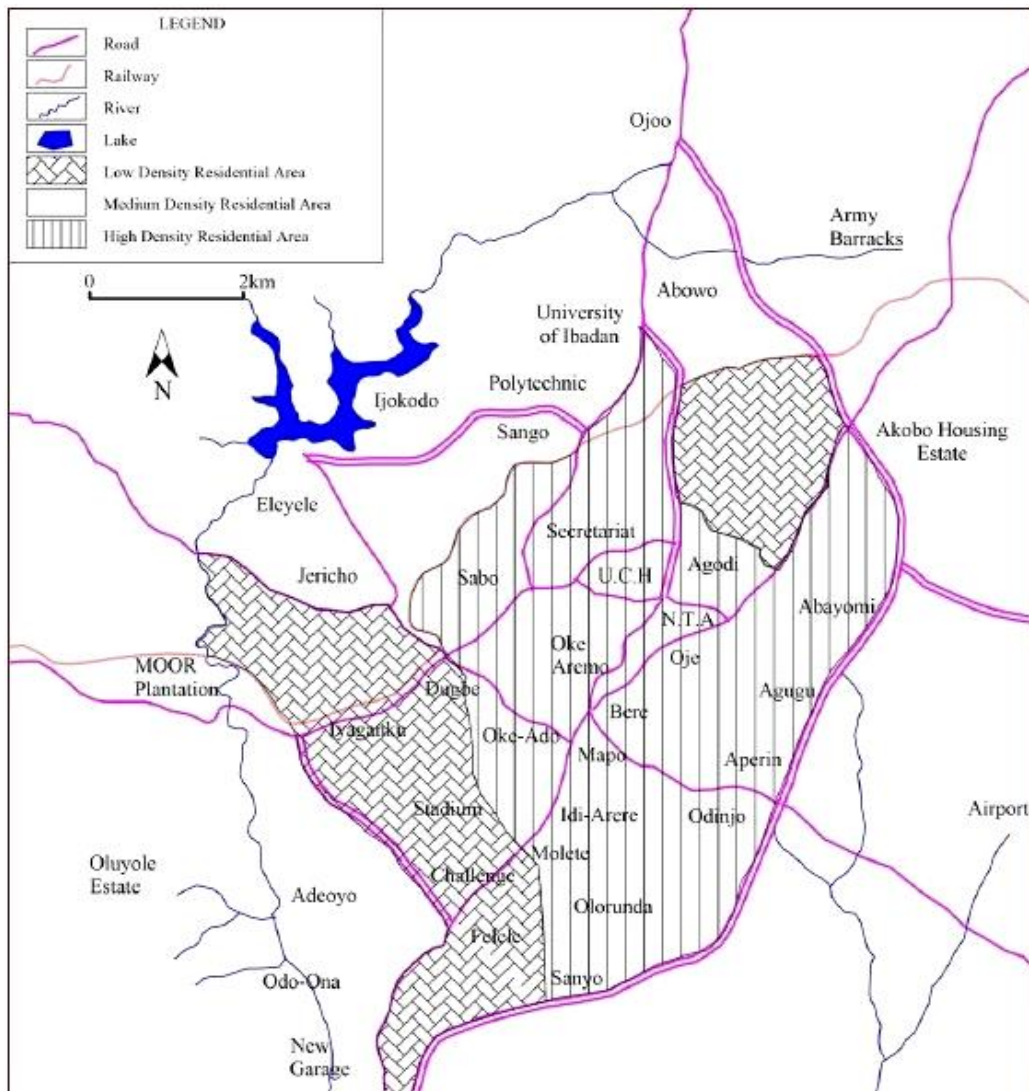 LEGEND
Road
Railway
River
Lake
Low Density Residential Area
Medium Density Residential Area
High Density Residential Area
0
2km
N
Ojoo
Army
Barracks
Abowo
University
of Ibadan
Polytechnic
Ijokodo
Sango
Akobo Housing
Estate
Eleyele
Secretariat
Jericho
Sabo
U.C.H
Agodi
Abayomi
N.T.A
Oke
Aremo
Oje
MOOR
Plantation
Dugbe
Agugu
Iyaganku
Oke-Ado
Bere
Mapo
Aperin
Stadium
Idi-Arere
Odinjo
Airport
Molete
Oluyole
Estate
Challenge
Adeoyo
Olorunda
Felele
Odo-Ona
Sanyo
New
Garage